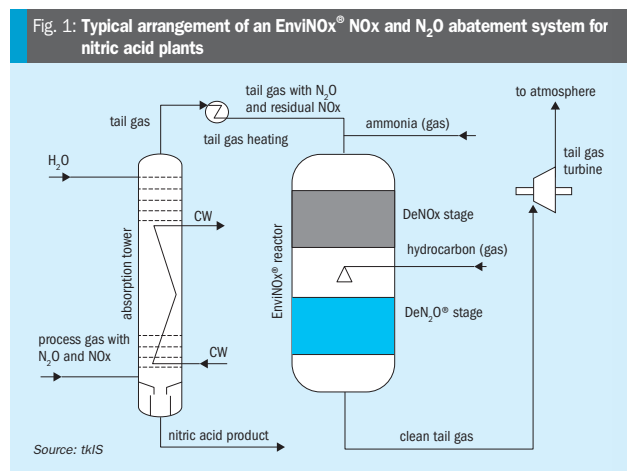 Fig. 1: Typical arrangement of an EnviNOx® NOx and N₂O abatement system for
nitric acid plants
tail gas with N₂O
and residual NOx
to atmosphere
tail gas
ammonia (gas)
tail gas heating
tail gas
turbine
H₂O
CW
DeNOx stage
absorption tower
EnviNOx® reactor
hydrocarbon (gas)
DeN₂O® stage
process gas with
N₂O and NOx
CW
nitric acid product
clean tail gas
Source: tkIS